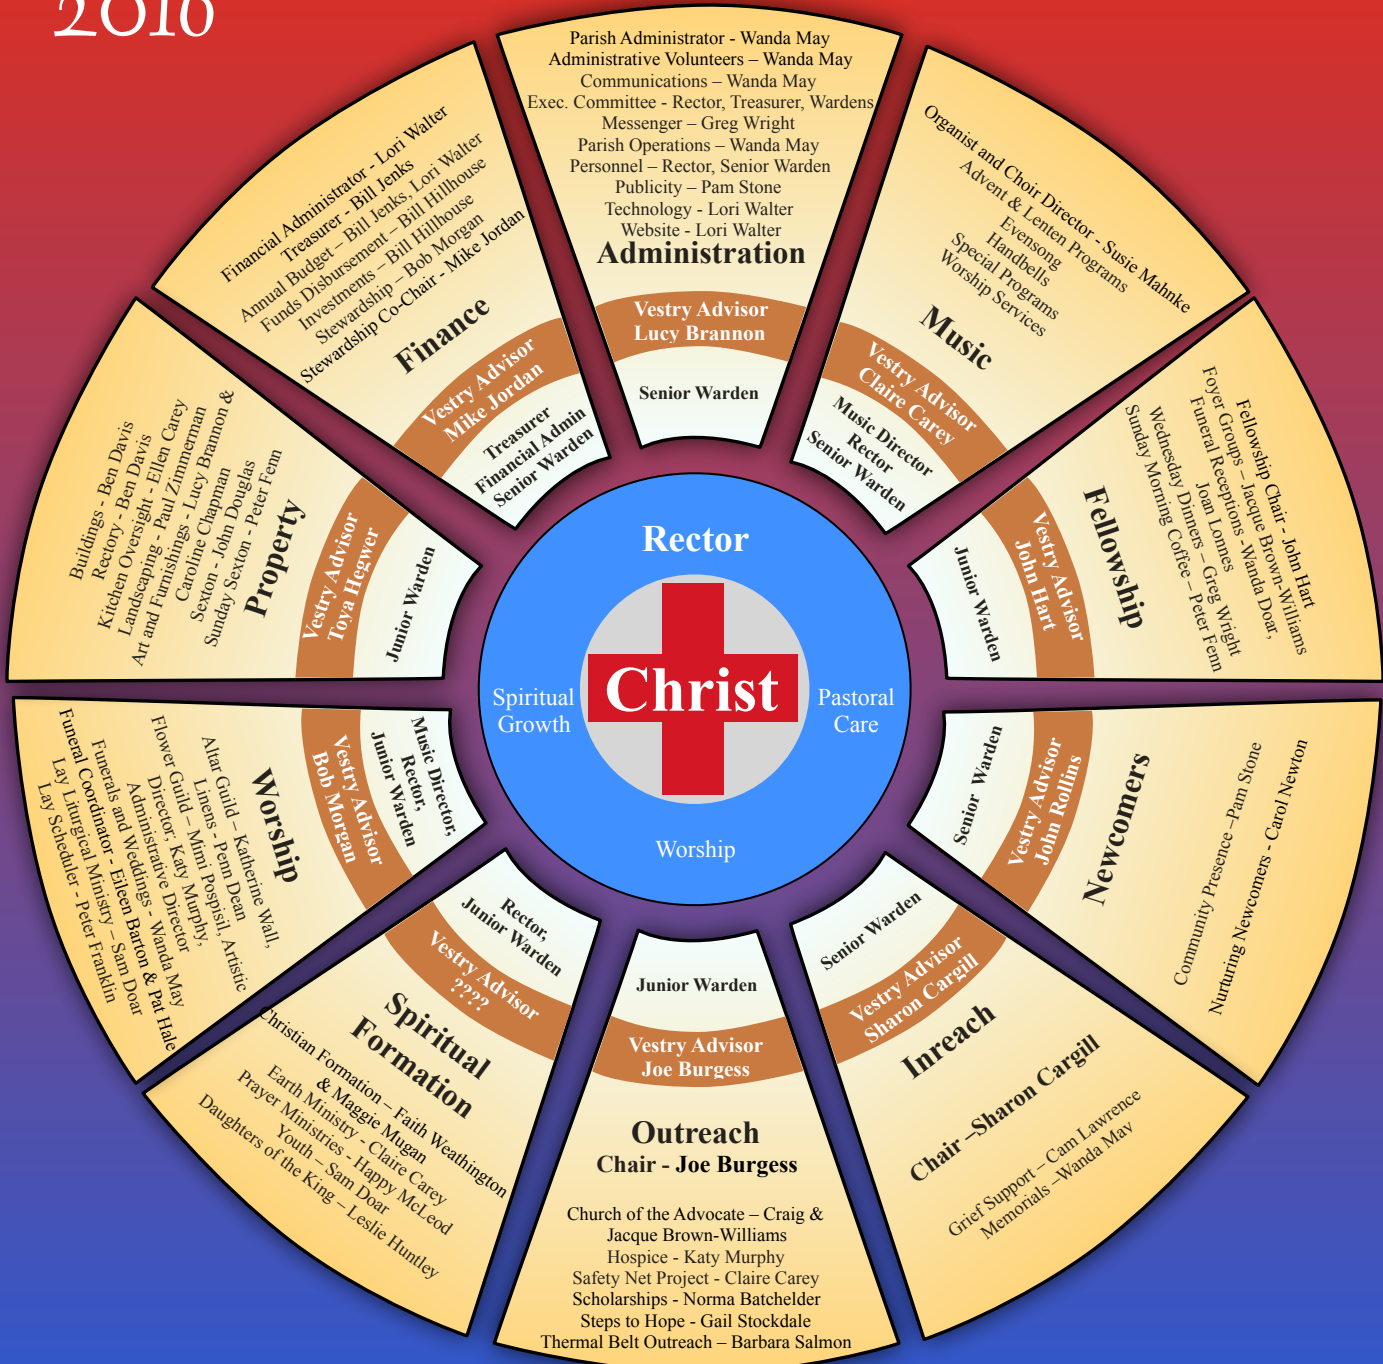 2016
Parish Administrator - Wanda May
Administrative Volunteers – Wanda May
Communications – Wanda May
Exec. Committee - Rector, Treasurer, Wardens
Messenger – Greg Wright
Parish Operations – Wanda May
Personnel – Rector, Senior Warden
Publicity – Pam Stone
Technology - Lori Walter
Website - Lori Walter
Administration
Vestry Advisor
Lucy Brannon
Senior Warden
Organist and Choir Director - Susie Mahnke
Advent & Lenten Programs
Evensong
Handbells
Special Programs
Worship Services
Music
Vestry Advisor
Claire Carey
Music Director
Rector
Senior Warden
Fellowship Chair - John Hart
Foyer Groups – Jacque Brown-Williams
Funeral Receptions -Wanda Doar,
Joan Lonnes
Wednesday Dinners – Greg Wright
Sunday Morning Coffee – Peter Fenn
Fellowship
Vestry Advisor
John Hart
Junior Warden
Senior Warden
Vestry Advisor
John Rollins
Newcomers
Community Presence –Pam Stone
Nurturing Newcomers - Carol Newton
Senior Warden
Vestry Advisor
Sharon Cargill
Inreach
Chair –Sharon Cargill
Grief Support – Cam Lawrence
Memorials –Wanda May
Junior Warden
Vestry Advisor
Joe Burgess
Outreach
Chair - Joe Burgess
Church of the Advocate – Craig &
Jacque Brown-Williams
Hospice - Katy Murphy
Safety Net Project - Claire Carey
Scholarships - Norma Batchelder
Steps to Hope - Gail Stockdale
Thermal Belt Outreach – Barbara Salmon
Rector,
Junior Warden
Vestry Advisor
????
Spiritual
Formation
Christian Formation – Faith Weathington
& Maggie Mugan
Earth Ministry - Claire Carey
Prayer Ministries - Happy McLeod
Youth – Sam Doar
Daughters of the King – Leslie Huntley
Music Director,
Rector,
Junior Warden
Vestry Advisor
Bob Morgan
Worship
Altar Guild – Katherine Wall,
Linens - Penn Dean
Flower Guild – Mimi Pospisil, Artistic
Director; Katy Murphy,
Administrative Director
Funerals and Weddings - Wanda May
Funeral Coordinator - Eileen Barton & Pat Hale
Lay Liturgical Ministry – Sam Doar
Lay Scheduler - Peter Franklin
Buildings - Ben Davis
Rectory - Ben Davis
Kitchen Oversight - Ellen Carey
Landscaping - Paul Zimmerman
Art and Furnishings - Lucy Brannon &
Caroline Chapman
Sexton - John Douglas
Sunday Sexton - Peter Fenn
Property
Vestry Advisor
Toya Hegwer
Junior Warden
Financial Administrator - Lori Walter
Treasurer - Bill Jenks
Annual Budget – Bill Jenks, Lori Walter
Funds Disbursement – Bill Hillhouse
Investments – Bill Hillhouse
Stewardship – Bob Morgan
Stewardship Co-Chair - Mike Jordan
Finance
Vestry Advisor
Mike Jordan
Treasurer
Financial Admin
Senior Warden
Rector
Christ
Spiritual
Growth
Pastoral
Care
Worship